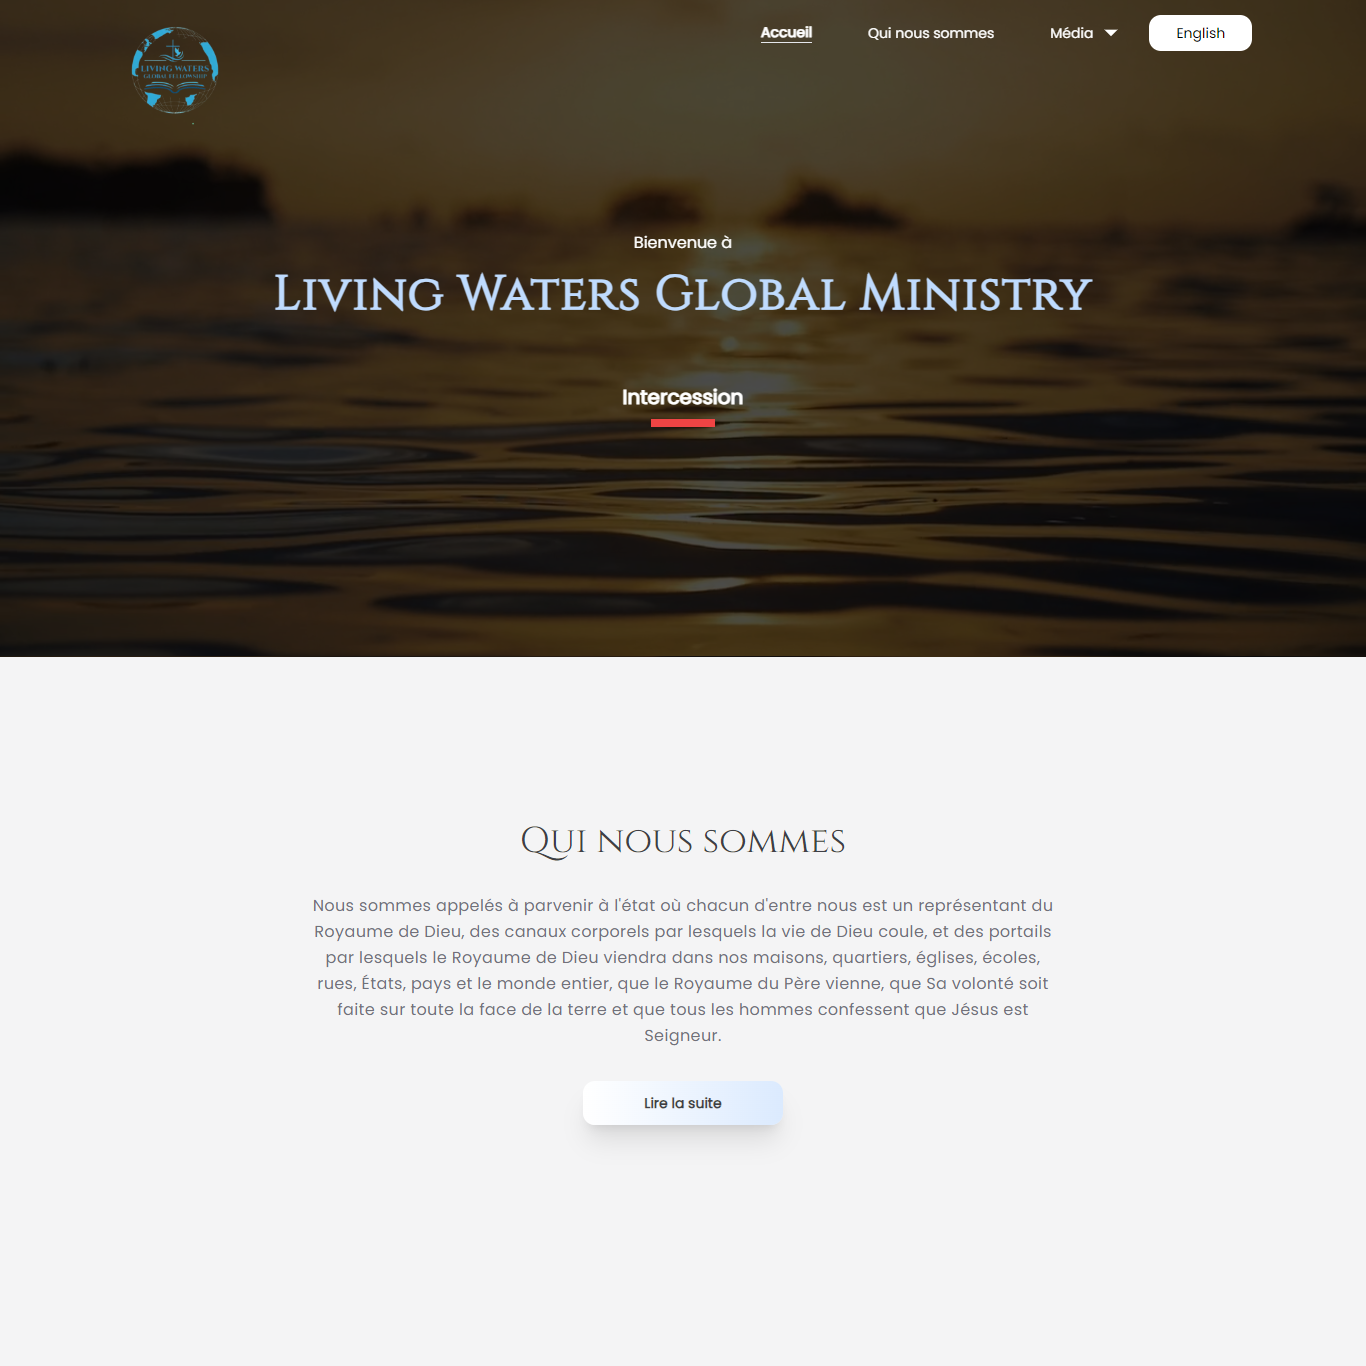 LIVING WATERS
GLOBAL FELLOWSHIP
Accueil
Qui nous sommes
Média
English
Bienvenue à
Living Waters Global Ministry
Intercession
Qui nous sommes
Nous sommes appelés à parvenir à l'état où chacun d'entre nous est un représentant du
Royaume de Dieu, des canaux corporels par lesquels la vie de Dieu coule, et des portails
par lesquels le Royaume de Dieu viendra dans nos maisons, quartiers, églises, écoles,
rues, États, pays et le monde entier, que le Royaume du Père vienne, que Sa volonté soit
faite sur toute la face de la terre et que tous les hommes confessent que Jésus est
Seigneur.
Lire la suite